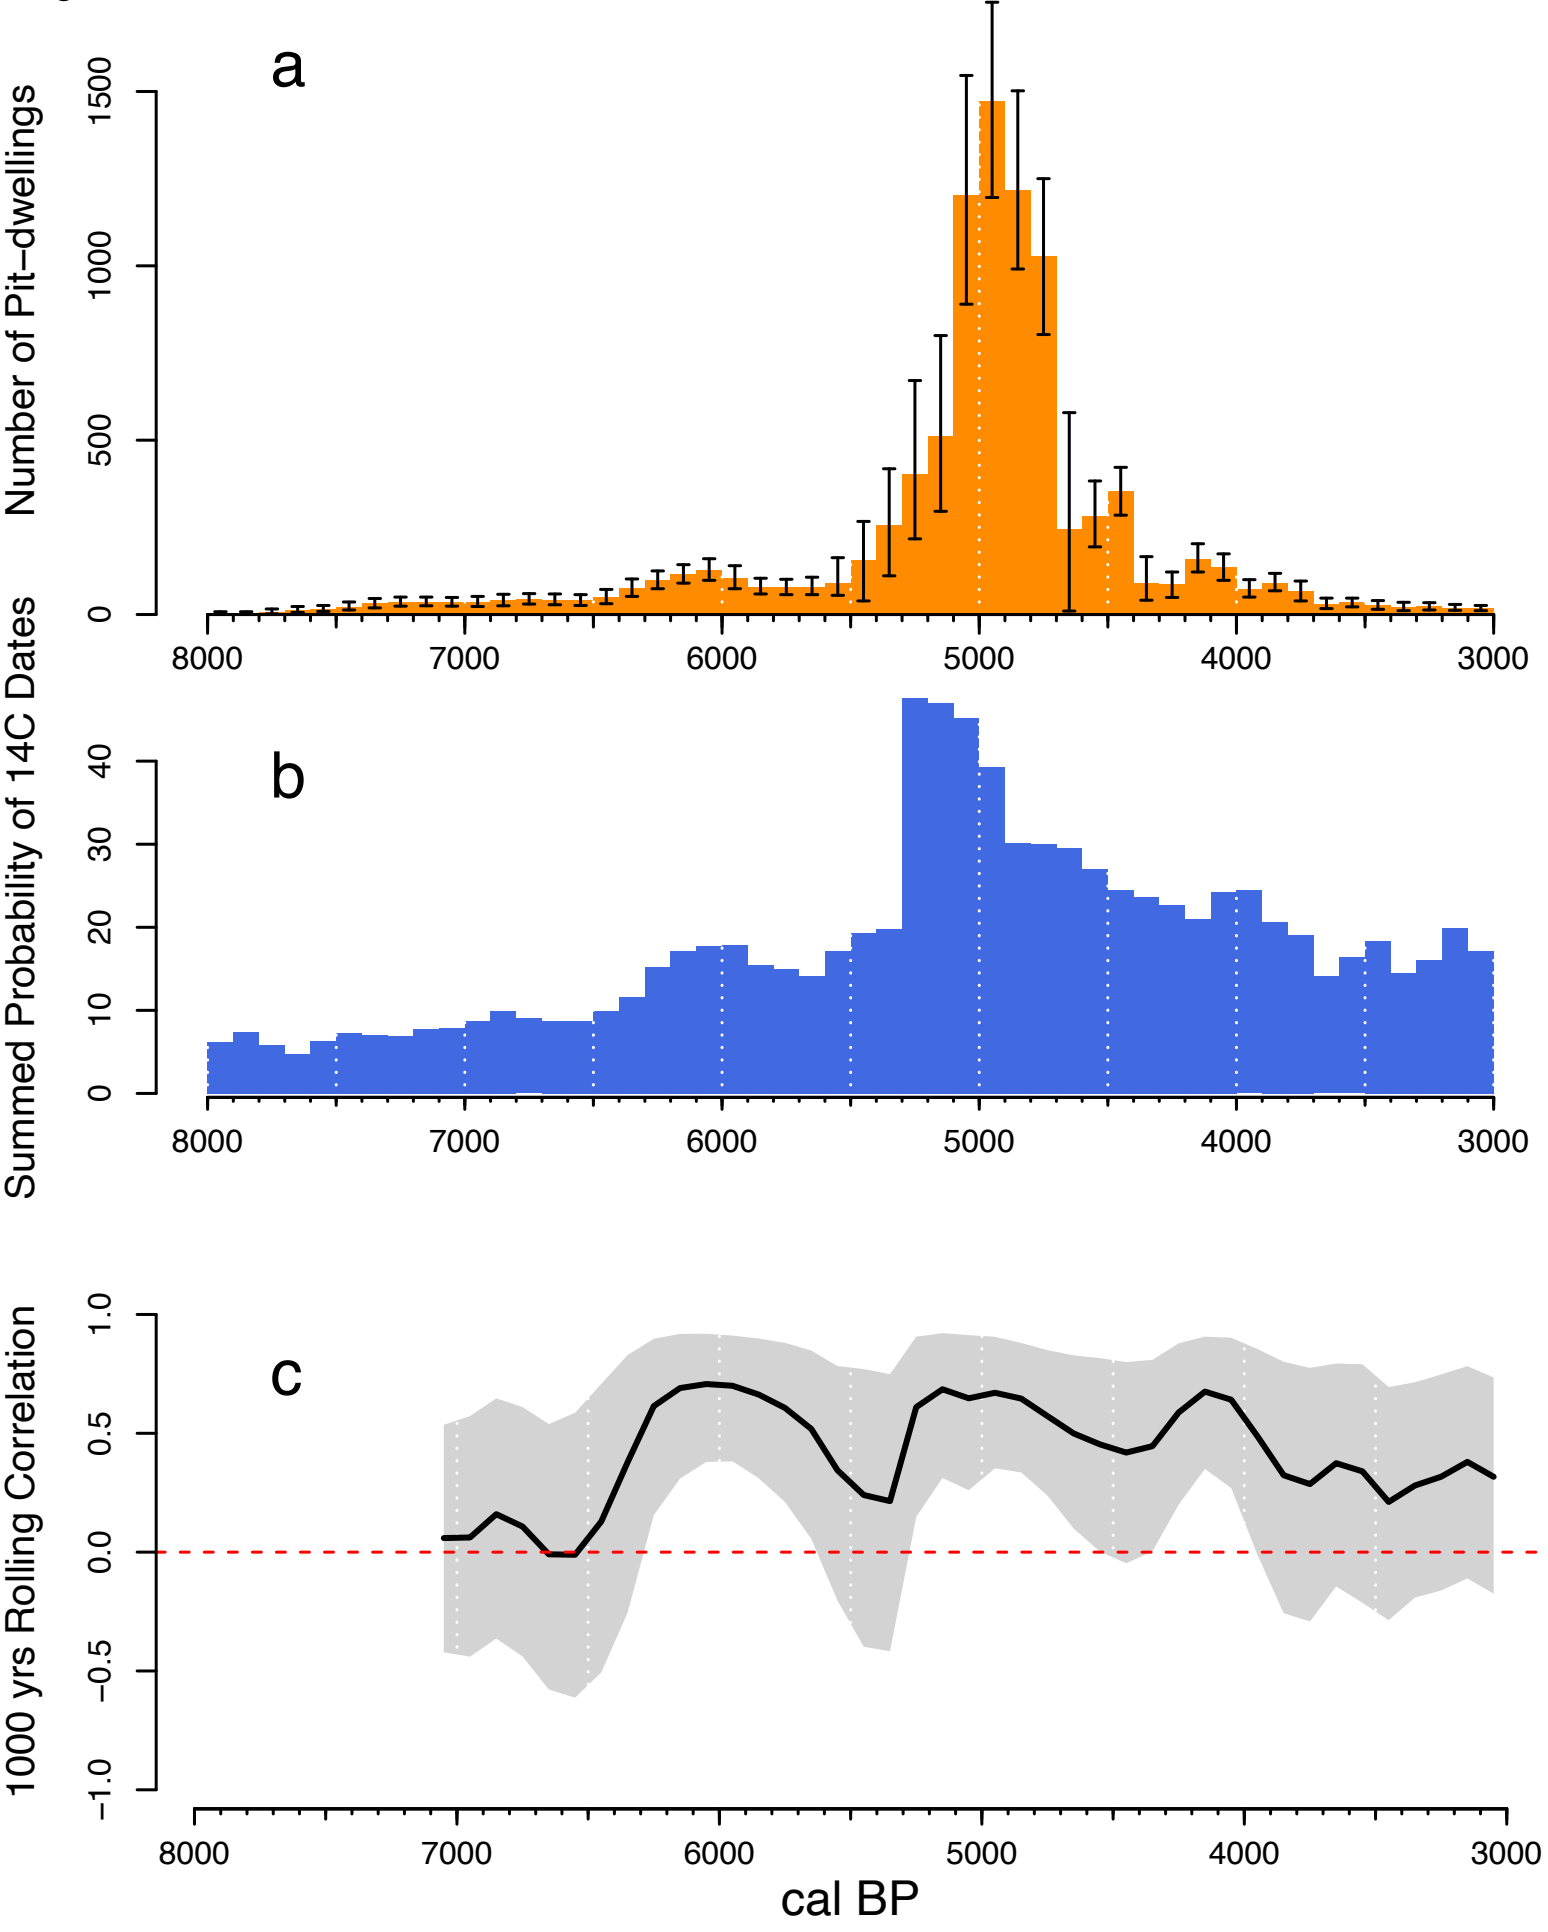 a
Number of Pit−dwellings
1500
1000
500
0
8000 7000 6000 5000 4000 3000
b
Summed Probability of 14C Dates
40
30
20
10
0
8000 7000 6000 5000 4000 3000
c
1000 yrs Rolling Correlation
1.0
0.5
0.0
−0.5
−1.0
8000 7000 6000 5000 4000 3000
cal BP